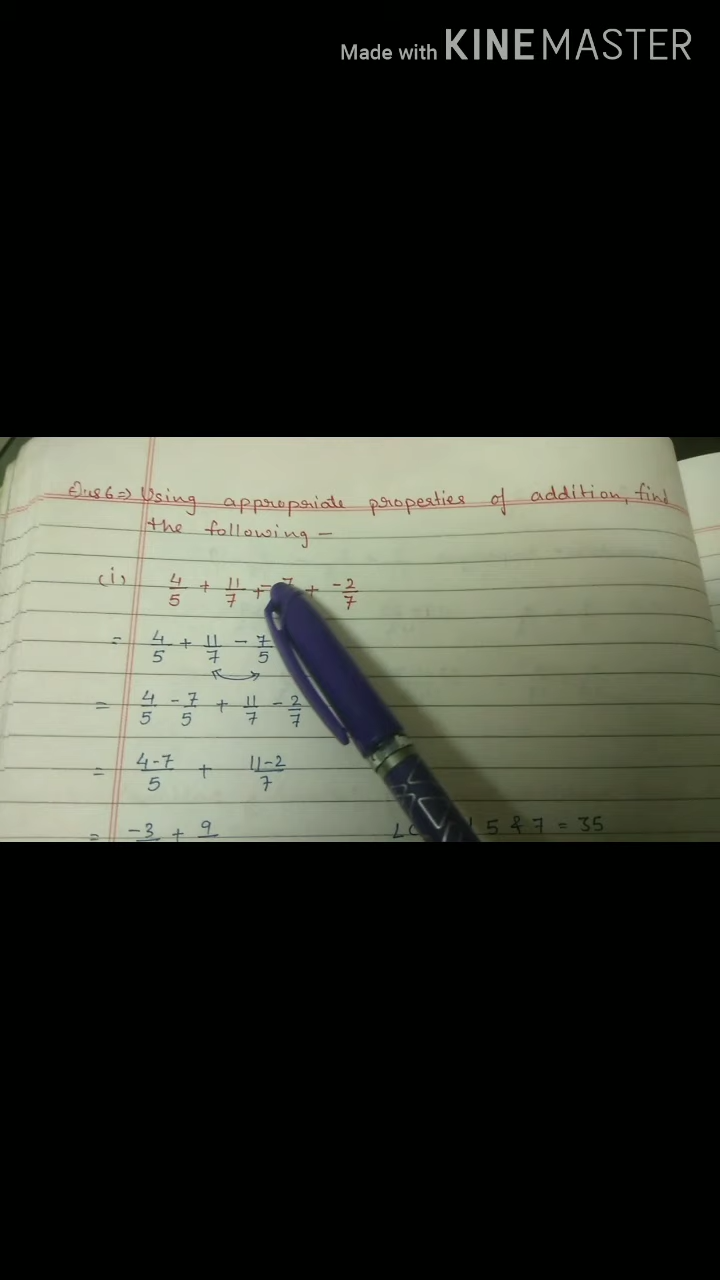 Made with KINEMASTER
Ques 6 => Using appropriate properties of addition, find
the following -
(i) 4/5 + 11/7 + -7 + -2/7
= 4/5 + 11/7 - 7/5
= 4/5 - 7/5 + 11/7 - 2/7
= 4-7/5 + 11-2/7
= -3 + 9
5 & 7 = 35